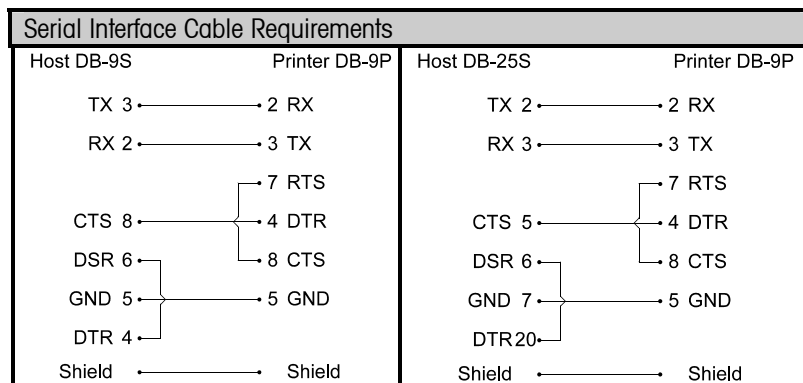 Serial Interface Cable Requirements
Host DB-9S Printer DB-9P
TX 3 2 RX
RX 2 3 TX
7 RTS
CTS 8 4 DTR
DSR 6 8 CTS
GND 5 5 GND
DTR 4
Shield Shield
Host DB-25S Printer DB-9P
TX 2 2 RX
RX 3 3 TX
7 RTS
CTS 5 4 DTR
DSR 6 8 CTS
GND 7 5 GND
DTR 20
Shield Shield